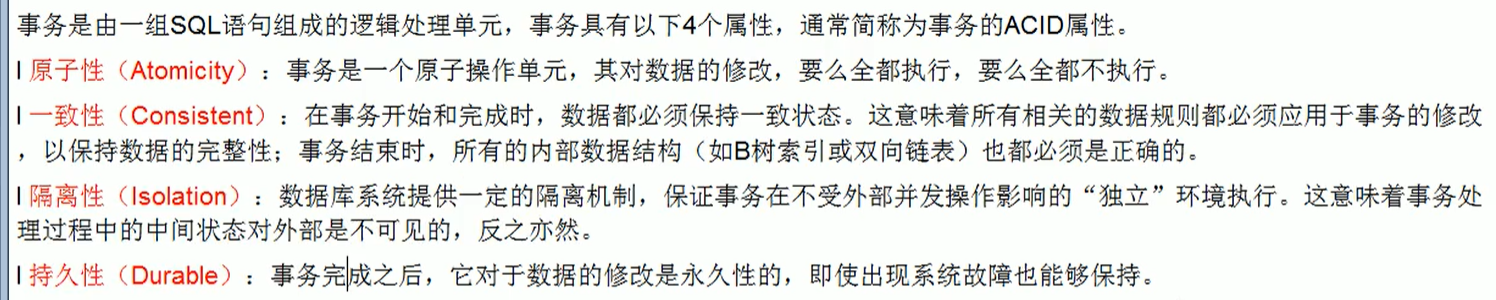 事务是由一组SQL语句组成的逻辑处理单元，事务具有以下4个属性，通常简称为事务的ACID属性。
l 原子性（Atomicity）：事务是一个原子操作单元，其对数据的修改，要么全都执行，要么全都不执行。
l 一致性（Consistent）：在事务开始和完成时，数据都必须保持一致状态。这意味着所有相关的数据规则都必须应用于事务的修改
，以保持数据的完整性；事务结束时，所有的内部数据结构（如B树索引或双向链表）也都必须是正确的。
l 隔离性（Isolation）：数据库系统提供一定的隔离机制，保证事务在不受外部并发操作影响的“独立”环境执行。这意味着事务处
理过程中的中间状态对外部是不可见的，反之亦然。
l 持久性（Durable）：事务完成之后，它对于数据的修改是永久性的，即使出现系统故障也能够保持。